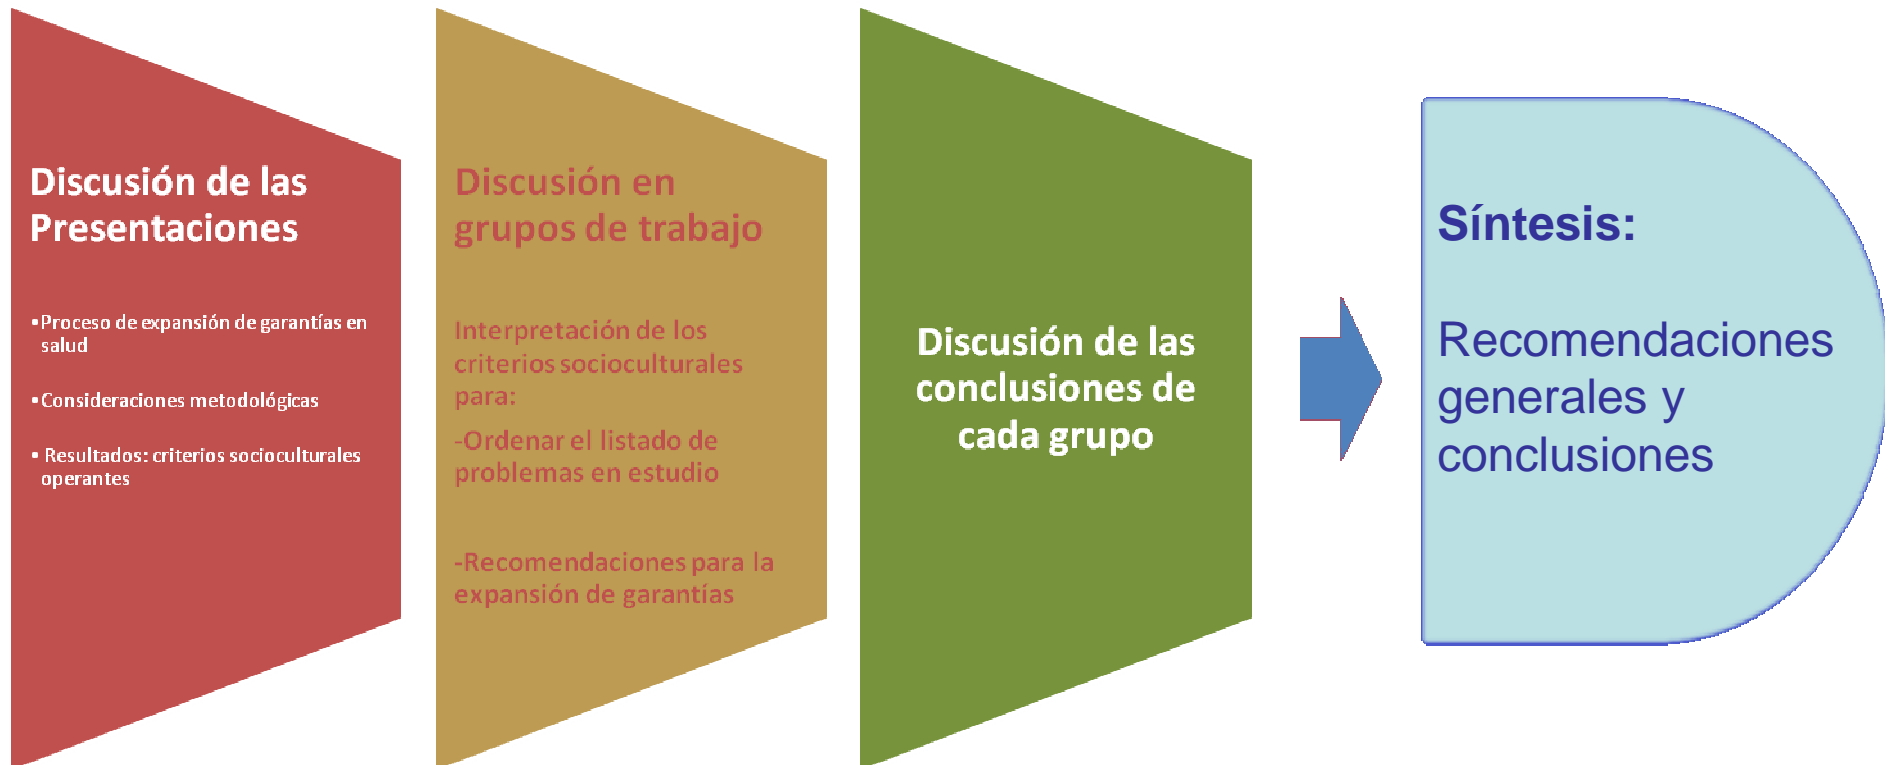 Discusión de las
Presentaciones
•Proceso de expansión de garantías en
salud
•Consideraciones metodológicas
• Resultados: criterios socioculturales
operantes
Discusión en
grupos de trabajo
Interpretación de los
criterios socioculturales
para:
-Ordenar el listado de
problemas en estudio
-Recomendaciones para la
expansión de garantías
Discusión de las
conclusiones de
cada grupo
Síntesis:
Recomendaciones
generales y
conclusiones